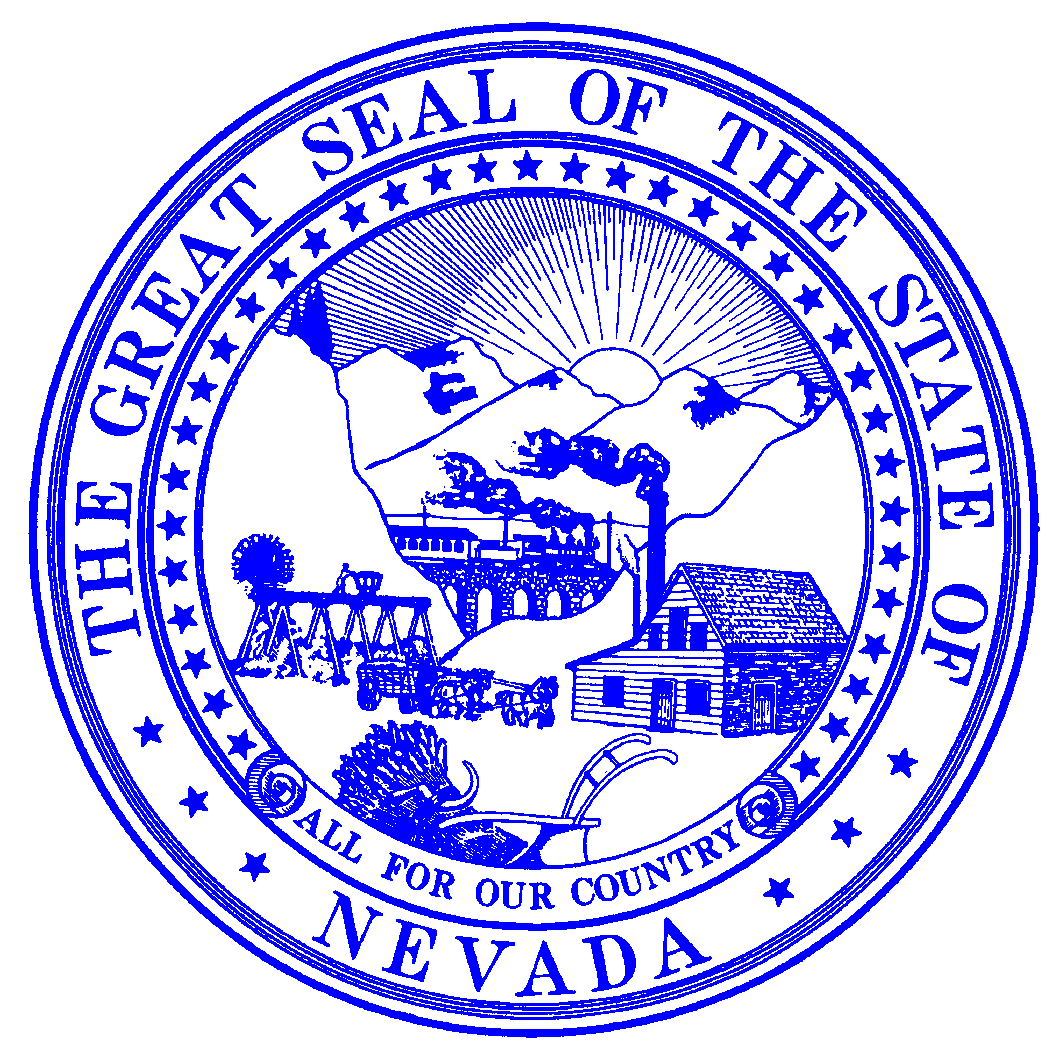 THE GREAT SEAL OF THE STATE OF
NEVADA
ALL FOR OUR COUNTRY